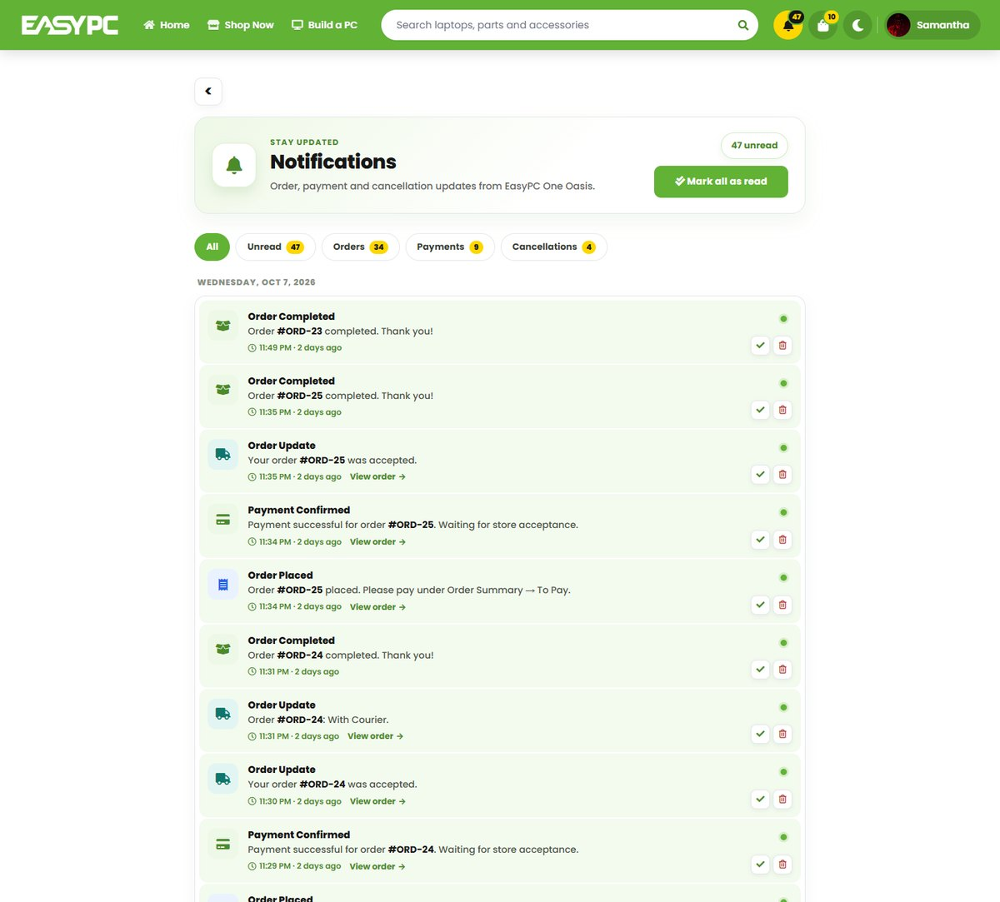 EASYPC Home Shop Now Build a PC Search laptops, parts and accessories 47 10 Samantha
STAY UPDATED
Notifications
Order, payment and cancellation updates from EasyPC One Oasis.
47 unread
Mark all as read
All Unread 47 Orders 34 Payments 9 Cancellations 4
WEDNESDAY, OCT 7, 2026
Order Completed
Order #ORD-23 completed. Thank you!
11:49 PM · 2 days ago
Order Completed
Order #ORD-25 completed. Thank you!
11:35 PM · 2 days ago
Order Update
Your order #ORD-25 was accepted.
11:35 PM · 2 days ago View order →
Payment Confirmed
Payment successful for order #ORD-25. Waiting for store acceptance.
11:34 PM · 2 days ago View order →
Order Placed
Order #ORD-25 placed. Please pay under Order Summary → To Pay.
11:34 PM · 2 days ago View order →
Order Completed
Order #ORD-24 completed. Thank you!
11:31 PM · 2 days ago
Order Update
Order #ORD-24: With Courier.
11:31 PM · 2 days ago View order →
Order Update
Your order #ORD-24 was accepted.
11:30 PM · 2 days ago View order →
Payment Confirmed
Payment successful for order #ORD-24. Waiting for store acceptance.
11:29 PM · 2 days ago View order →
Order Placed